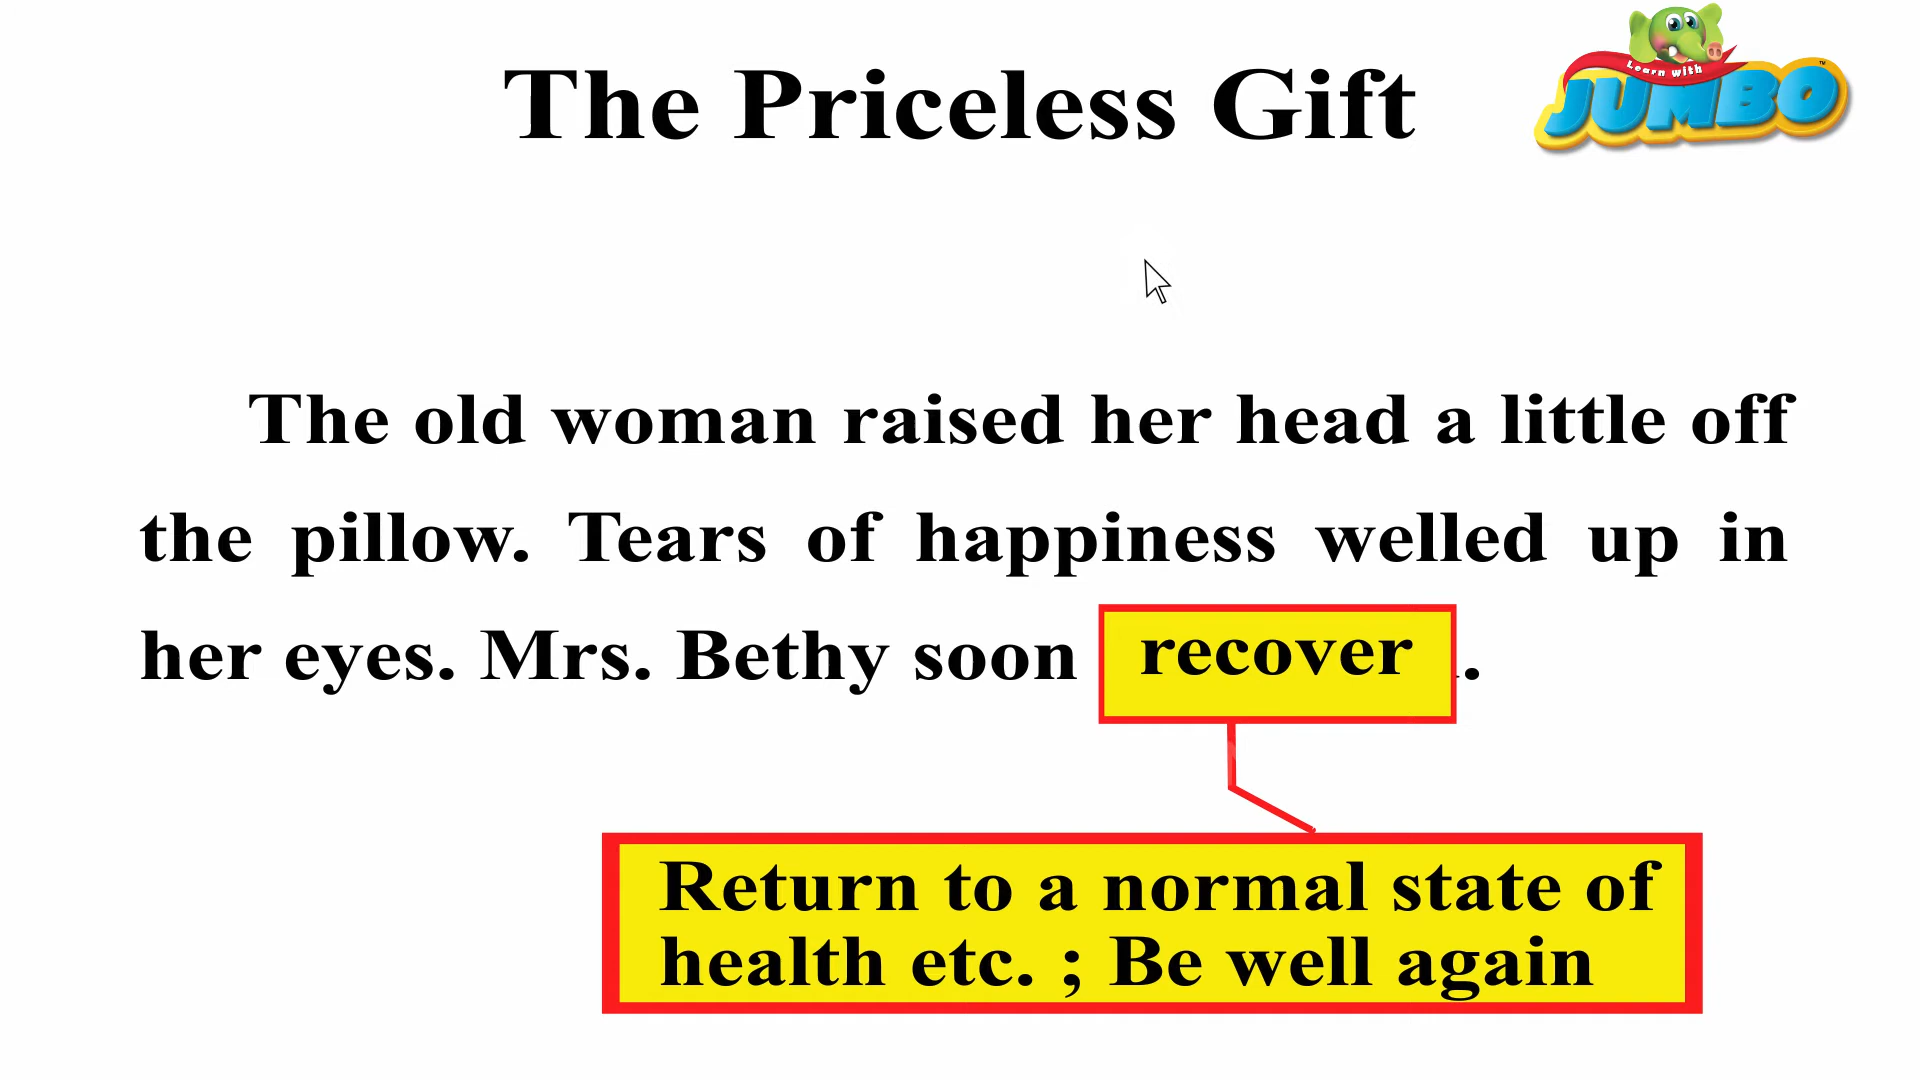 The Priceless Gift
Learn with
JUMBO
TM
The old woman raised her head a little off
the pillow. Tears of happiness welled up in
her eyes. Mrs. Bethy soon recover .
Return to a normal state of
health etc. ; Be well again